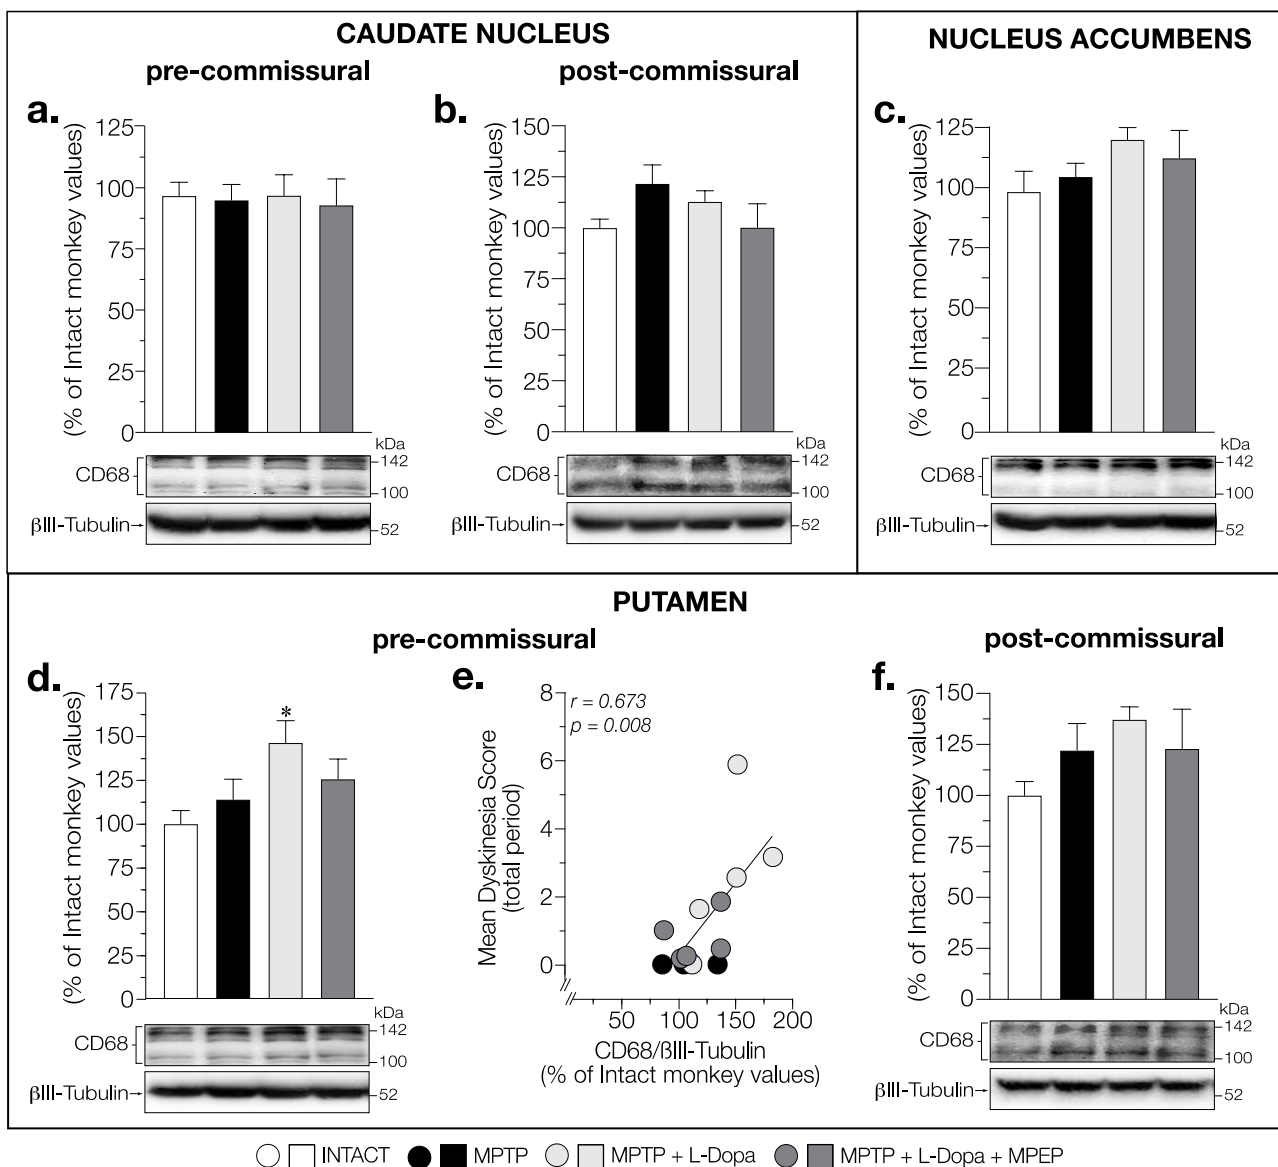 CAUDATE NUCLEUS
pre-commissural
post-commissural
NUCLEUS ACCUMBENS
a.
(% of Intact monkey values)
125
100
75
50
25
0
kDa
CD68
142
100
βIII-Tubulin
52
b.
(% of Intact monkey values)
150
125
100
75
50
25
0
kDa
CD68
142
100
βIII-Tubulin
52
c.
(% of Intact monkey values)
125
100
75
50
25
0
kDa
CD68
142
100
βIII-Tubulin
52
PUTAMEN
pre-commissural
post-commissural
d.
(% of Intact monkey values)
175
150
125
100
75
50
25
0
*
kDa
CD68
142
100
βIII-Tubulin
52
e.
Mean Dyskinesia Score
(total period)
8
6
4
2
0
r = 0.673
p = 0.008
50 100 150 200
CD68/βIII-Tubulin
(% of Intact monkey values)
f.
(% of Intact monkey values)
150
125
100
75
50
25
0
kDa
CD68
142
100
βIII-Tubulin
52
INTACT MPTP MPTP + L-Dopa MPTP + L-Dopa + MPEP